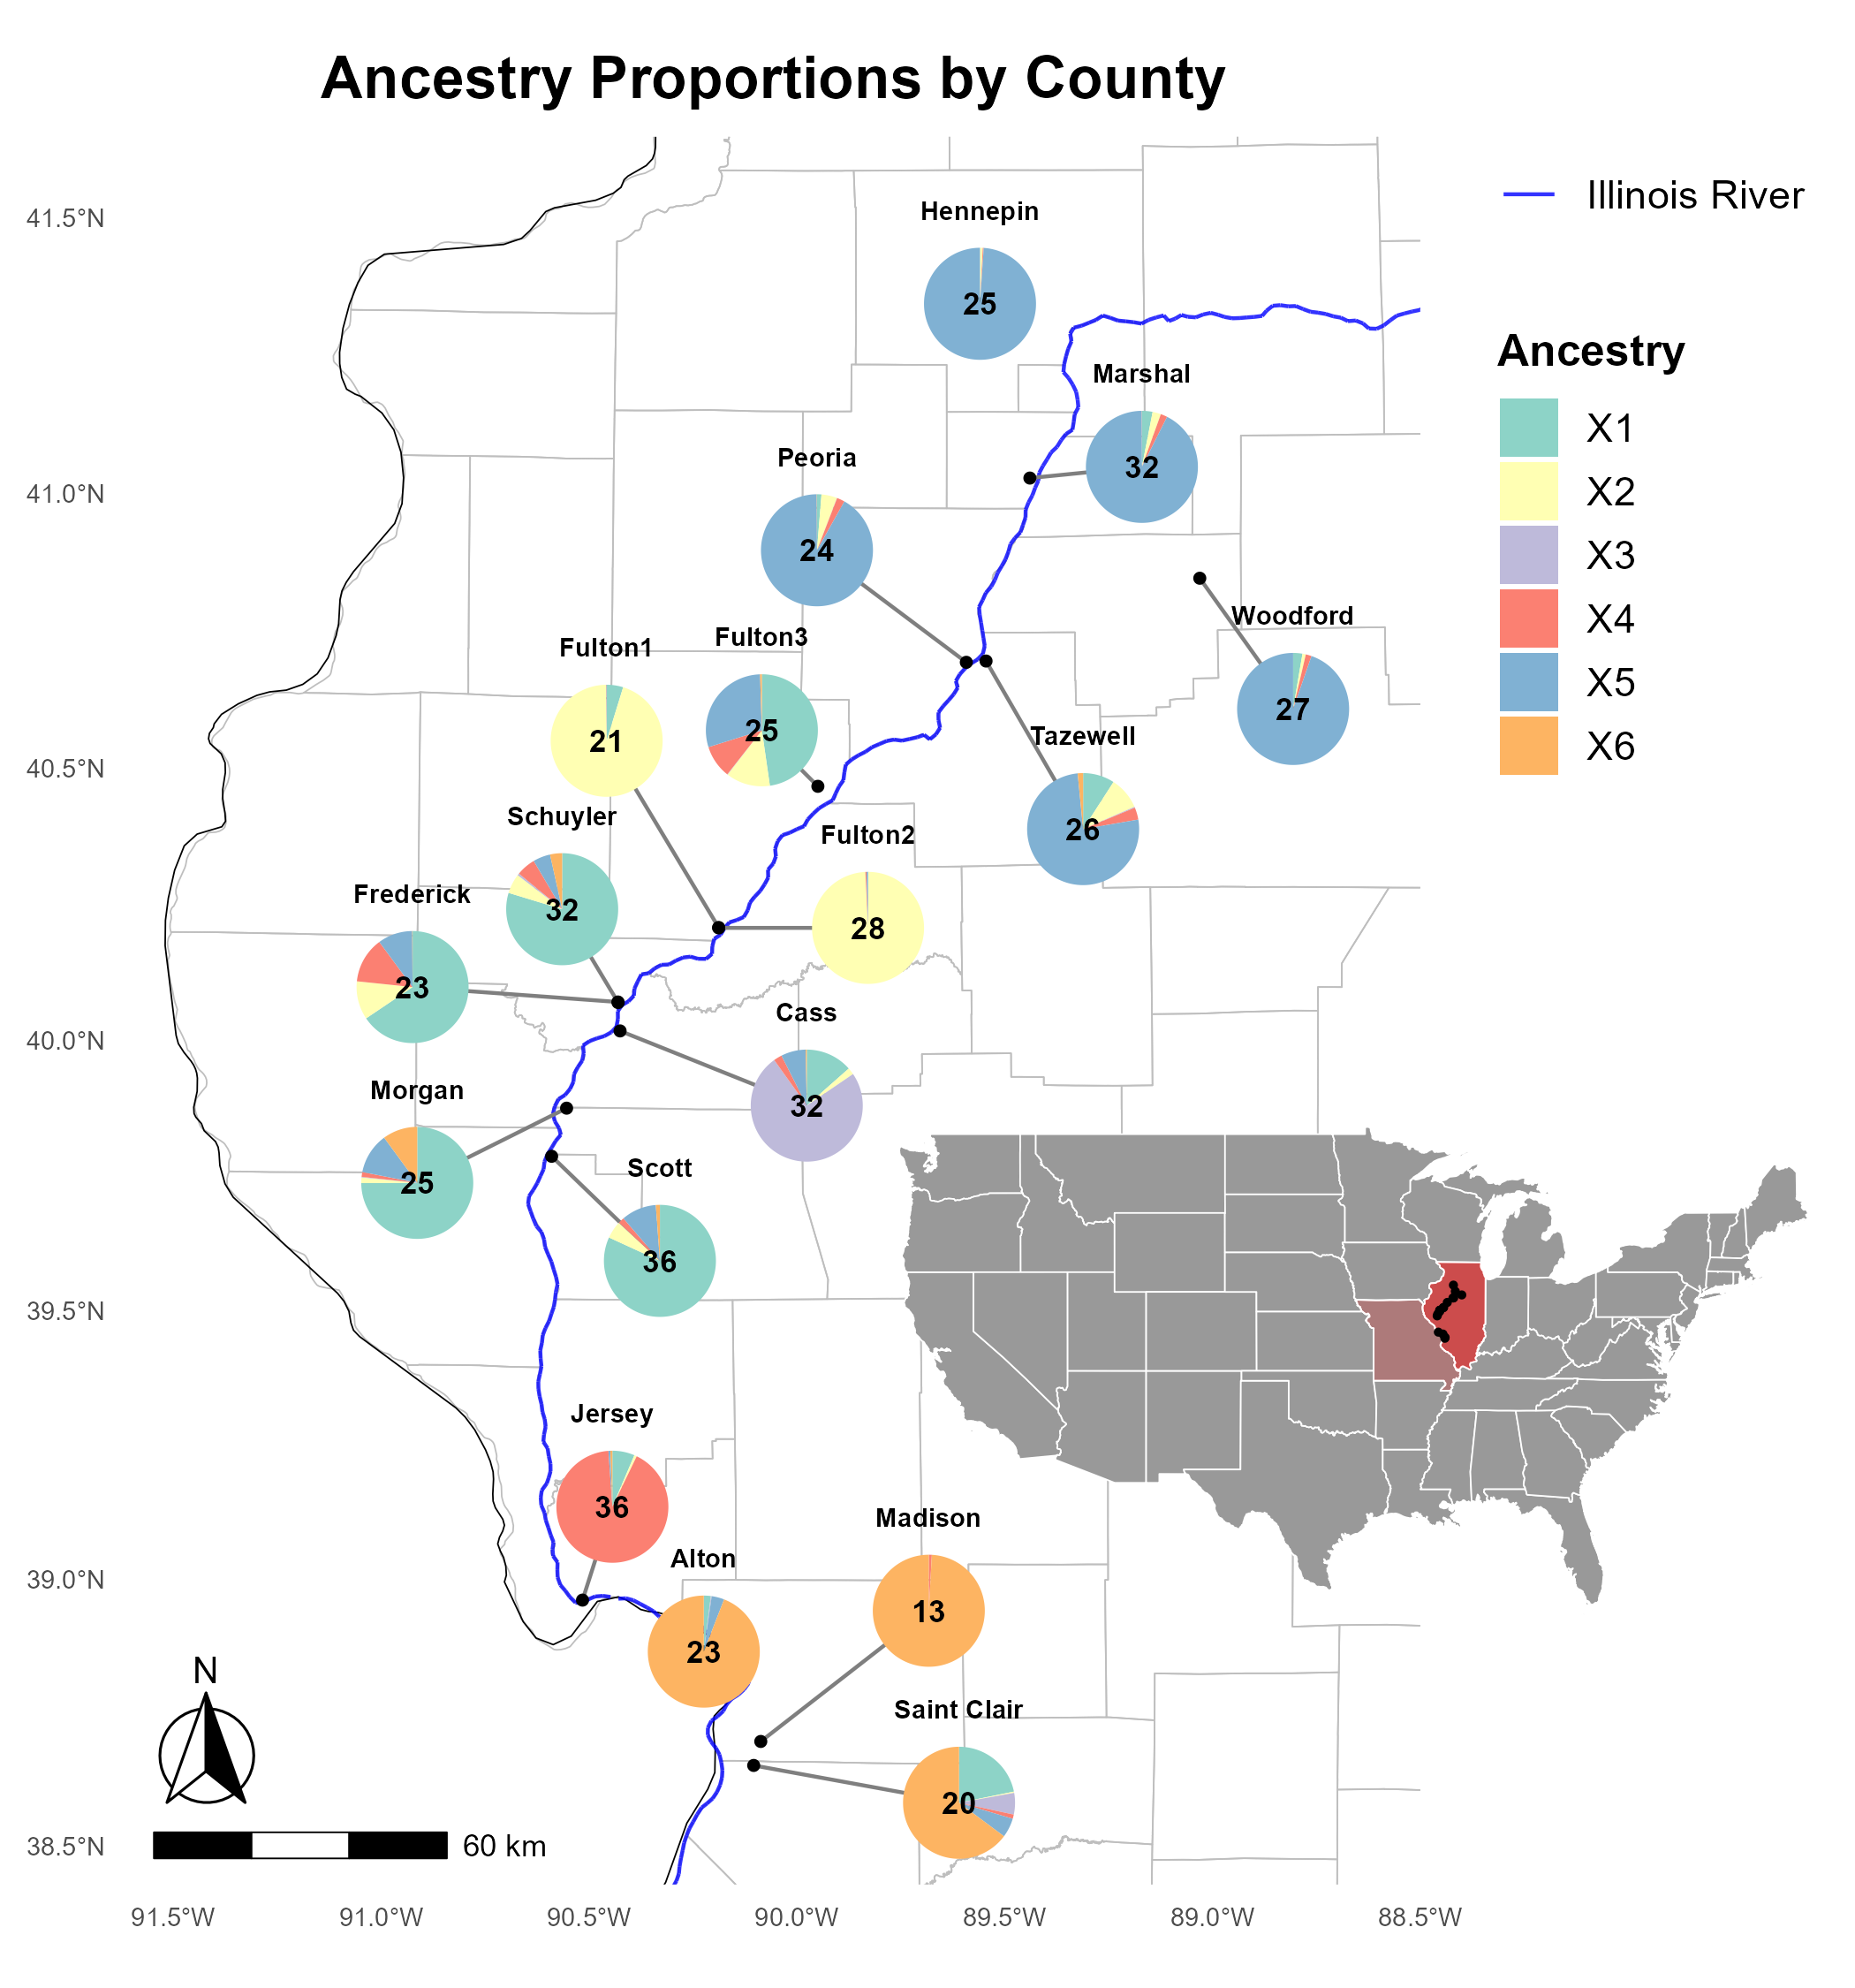 Ancestry Proportions by County
Illinois River
Ancestry
X1
X2
X3
X4
X5
X6
41.5°N
41.0°N
40.5°N
40.0°N
39.5°N
39.0°N
38.5°N
Hennepin
25
Marshal
32
Peoria
24
Woodford
27
Fulton3
25
Fulton1
21
Tazewell
26
Schuyler
32
Fulton2
28
Frederick
23
Cass
32
Morgan
25
Scott
36
Jersey
36
Madison
13
Alton
23
Saint Clair
20
N
60 km
91.5°W
91.0°W
90.5°W
90.0°W
89.5°W
89.0°W
88.5°W